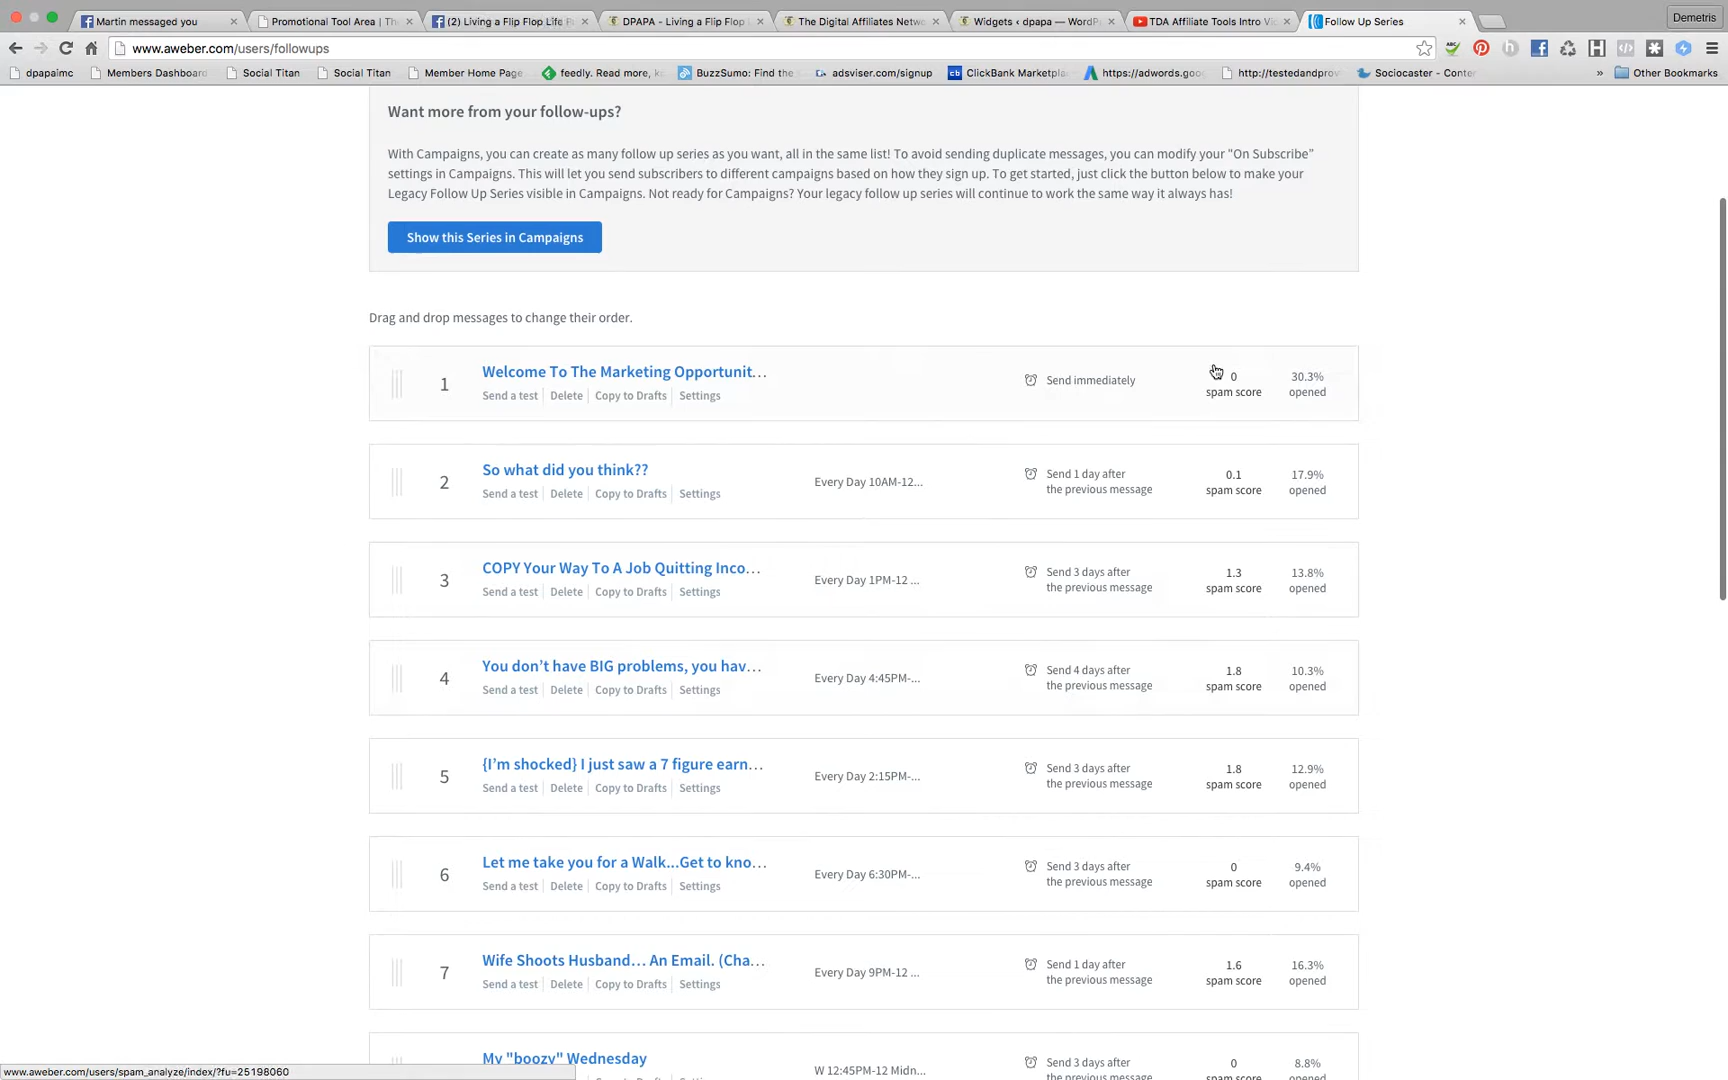 Martin messaged you
Promotional Tool Area | Th
(2) Living a Flip Flop Life P
DPAPA - Living a Flip Flop L
The Digital Affiliates Netwo
Widgets ‹ dpapa — WordP
TDA Affiliate Tools Intro Vid
Follow Up Series
Demetris
www.aweber.com/users/followups
dpapaimc
Members Dashboa
Social Titan
Social Titan
Member Home Page
feedly. Read more, k
BuzzSumo: Find the
adsviser.com/signup
ClickBank Marketpla
https://adwords.goo
http://testedandprov
Sociocaster - Conten
»
Other Bookmarks
Want more from your follow-ups?
With Campaigns, you can create as many follow up series as you want, all in the same list! To avoid sending duplicate messages, you can modify your "On Subscribe"
settings in Campaigns. This will let you send subscribers to different campaigns based on how they sign up. To get started, just click the button below to make your
Legacy Follow Up Series visible in Campaigns. Not ready for Campaigns? Your legacy follow up series will continue to work the same way it always has!
Show this Series in Campaigns
Drag and drop messages to change their order.
1
Welcome To The Marketing Opportunit...
Send a test | Delete | Copy to Drafts | Settings
Send immediately
0
spam score
30.3%
opened
2
So what did you think??
Send a test | Delete | Copy to Drafts | Settings
Every Day 10AM-12...
Send 1 day after
the previous message
0.1
spam score
17.9%
opened
3
COPY Your Way To A Job Quitting Inco...
Send a test | Delete | Copy to Drafts | Settings
Every Day 1PM-12 ...
Send 3 days after
the previous message
1.3
spam score
13.8%
opened
4
You don't have BIG problems, you hav...
Send a test | Delete | Copy to Drafts | Settings
Every Day 4:45PM-...
Send 4 days after
the previous message
1.8
spam score
10.3%
opened
5
{I'm shocked} I just saw a 7 figure earn...
Send a test | Delete | Copy to Drafts | Settings
Every Day 2:15PM-...
Send 3 days after
the previous message
1.8
spam score
12.9%
opened
6
Let me take you for a Walk...Get to kno...
Send a test | Delete | Copy to Drafts | Settings
Every Day 6:30PM-...
Send 3 days after
the previous message
0
spam score
9.4%
opened
7
Wife Shoots Husband... An Email. (Cha...
Send a test | Delete | Copy to Drafts | Settings
Every Day 9PM-12 ...
Send 1 day after
the previous message
1.6
spam score
16.3%
opened
My "boozy" Wednesday
W 12:45PM-12 Midn...
Send 3 days after
the previous message
0
spam score
8.8%
opened
www.aweber.com/users/spam_analyze/index/?fu=25198060